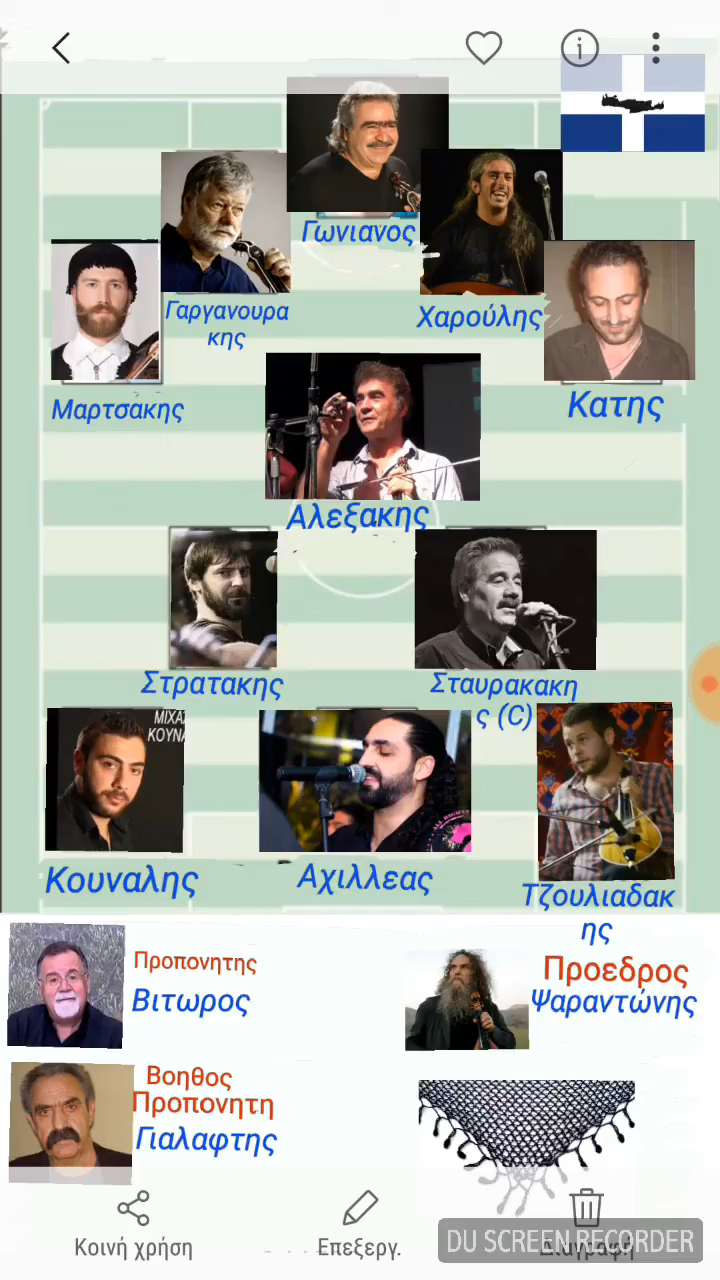 Γωνιανος
Γαργανουρα
κης
Χαρούλης
Μαρτσακης
Κατης
Αλεξακης
Στρατακης
Σταυρακακη
ς (C)
ΜΙΧΑ
ΚΟΥΝΑ
Κουναλης
Αχιλλεας
Τζουλιαδακ
ης
Προπονητης
Βιτωρος
Προεδρος
Ψαραντώνης
Βοηθος
Προπονητη
Γιαλαφτης
Κοινή χρήση
Επεξεργ.
Διαγραφή
DU SCREEN RECORDER